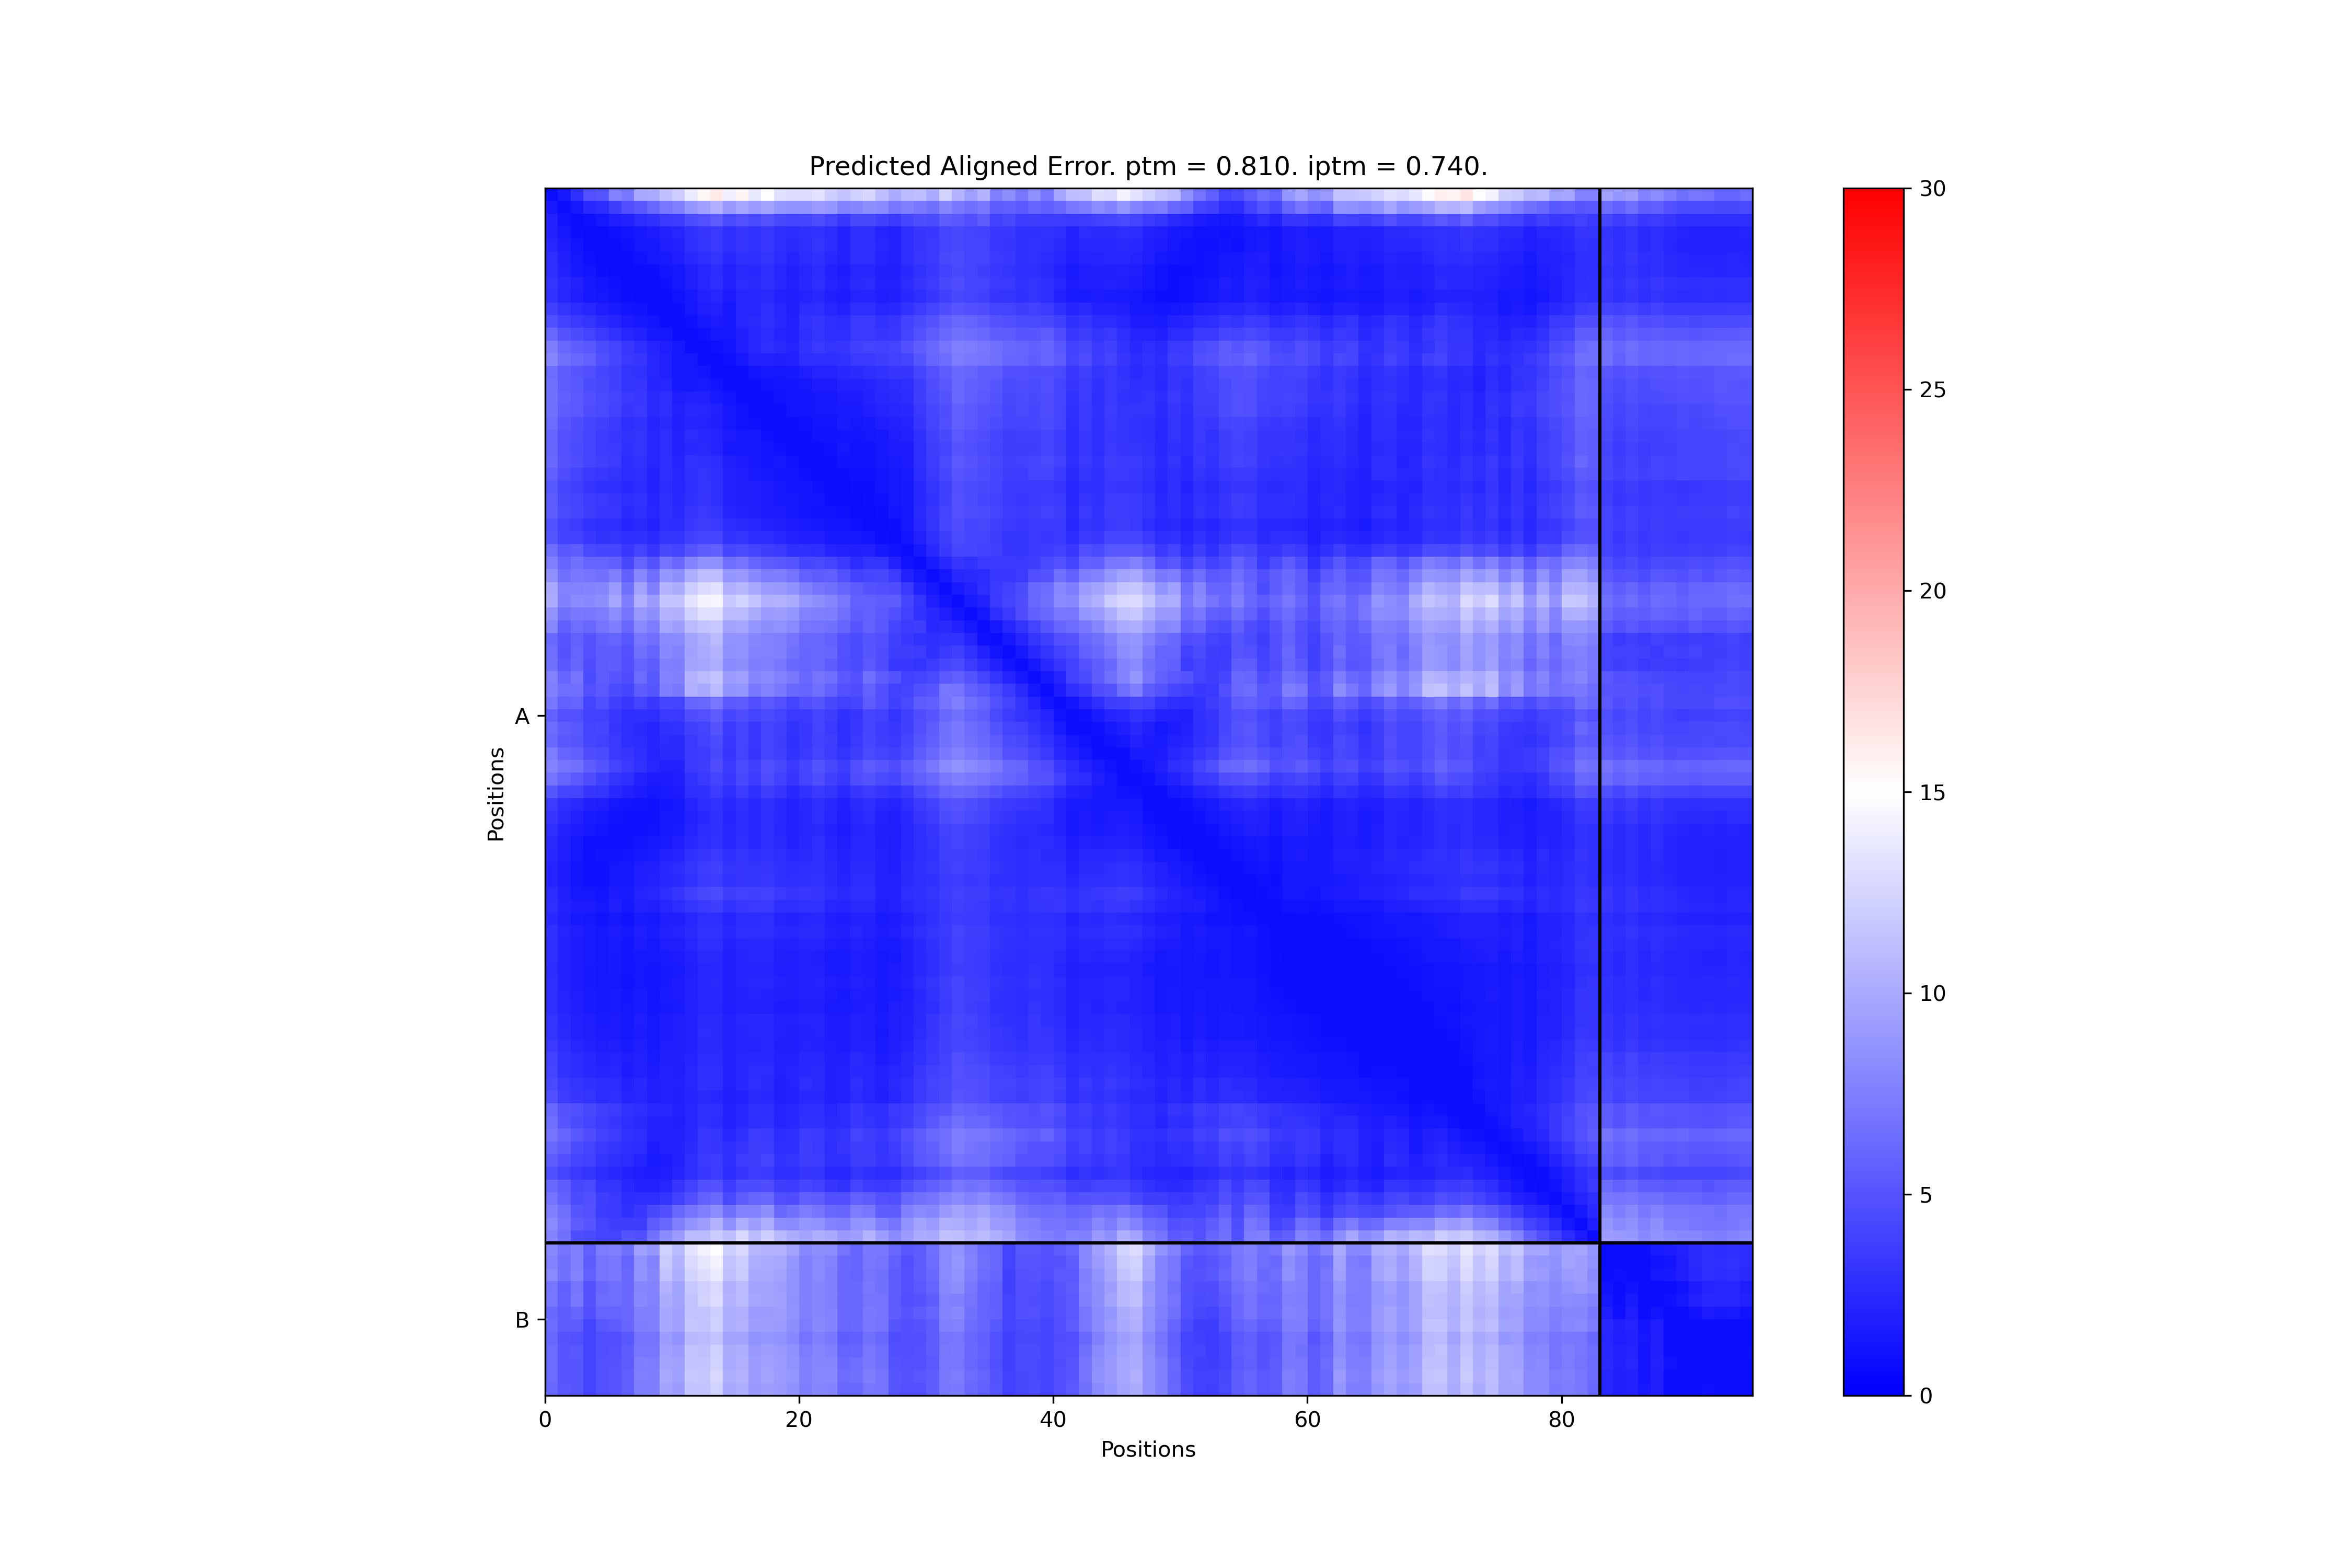 Predicted Aligned Error. ptm = 0.810. iptm = 0.740.
30
25
20
15
10
5
0
A
B
Positions
0 20 40 60 80
Positions